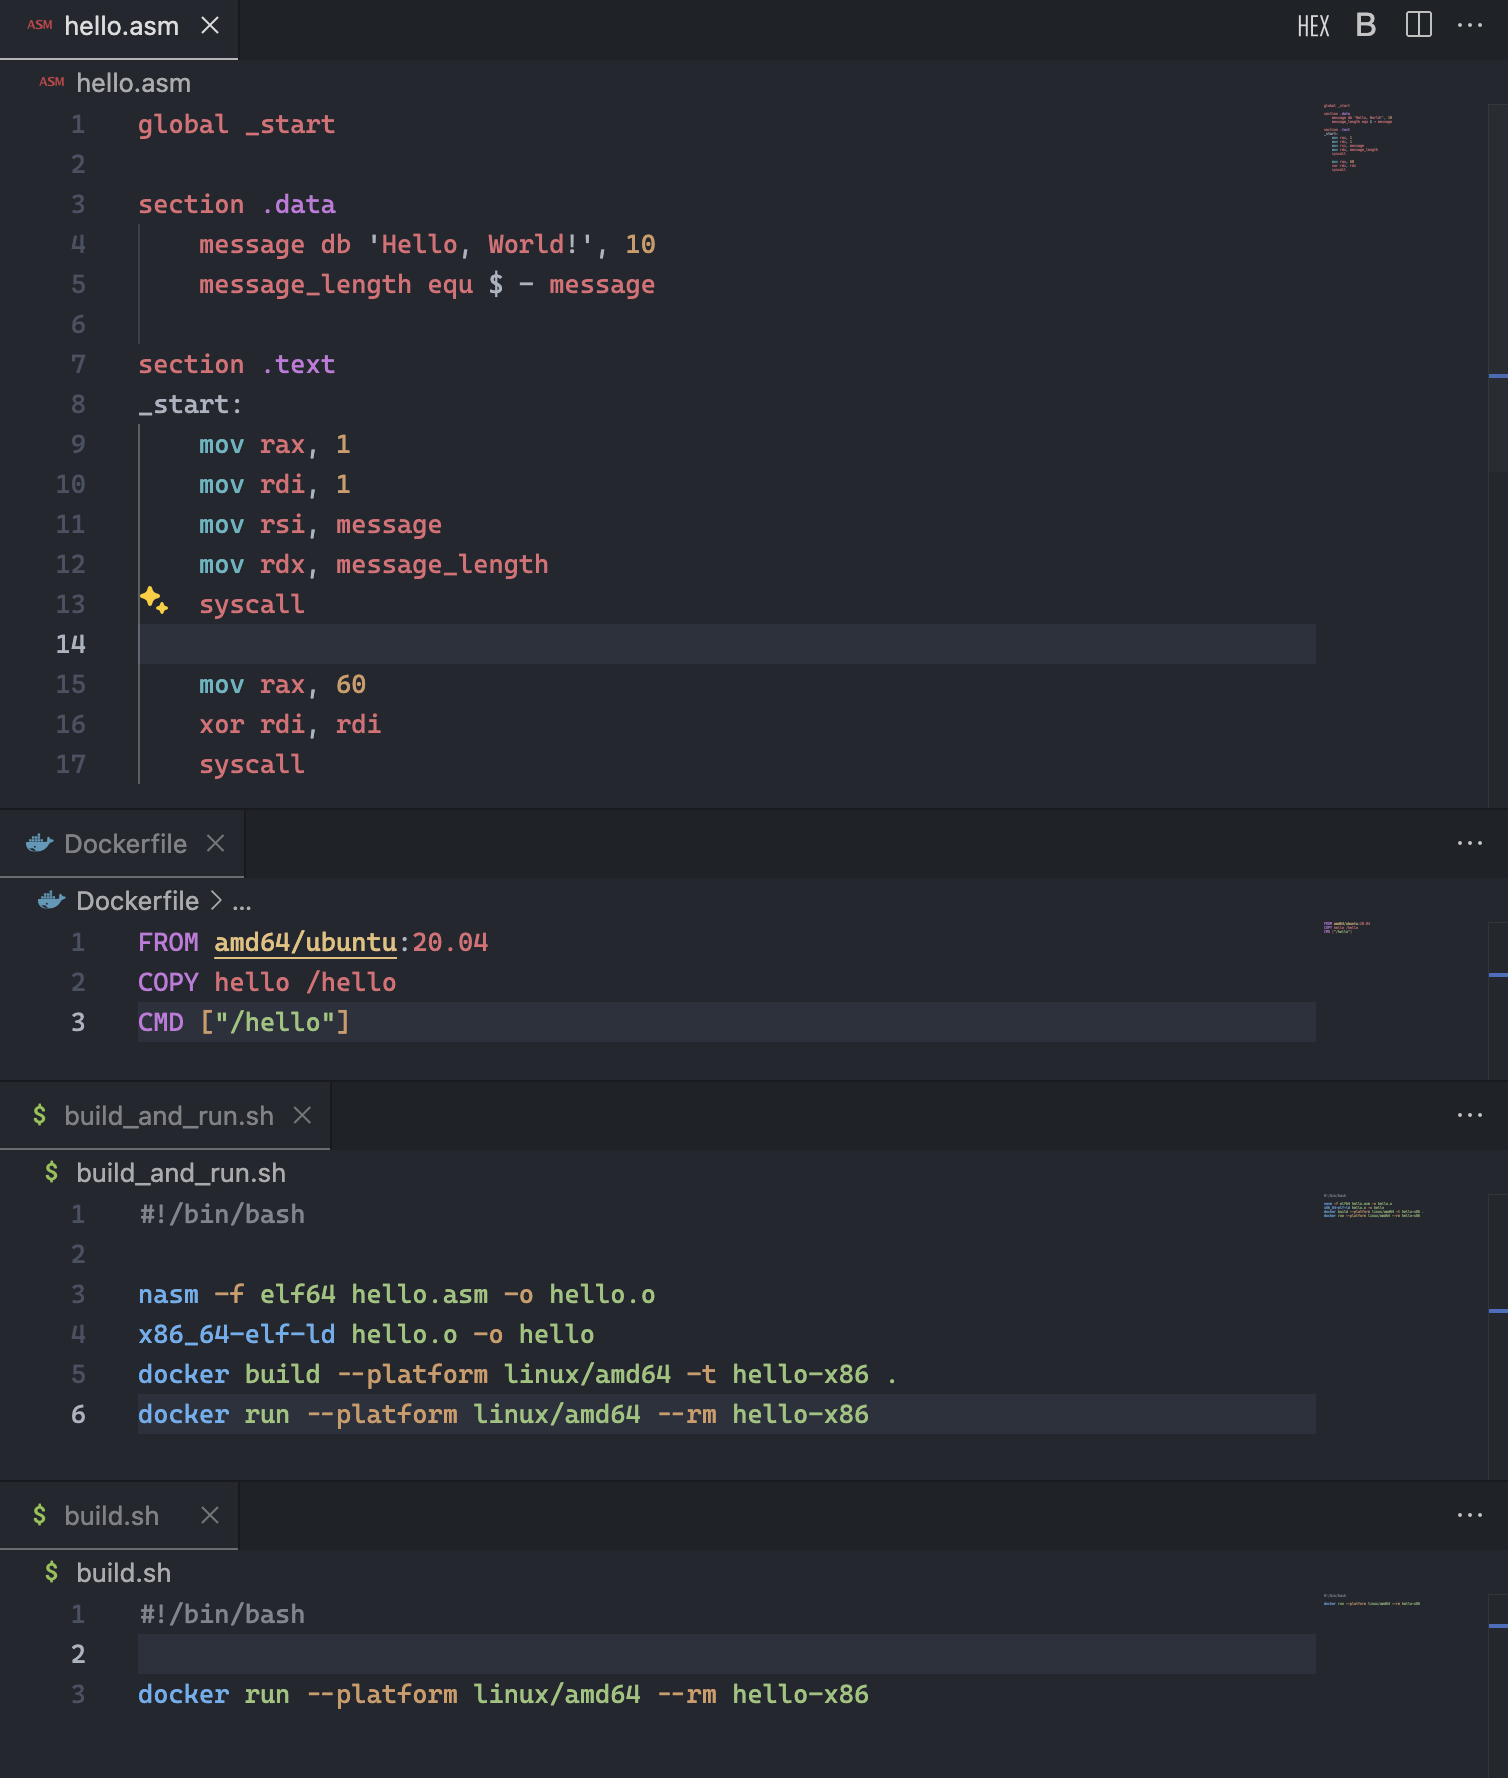 ASM hello.asm
HEX B
ASM hello.asm
1 global _start
2
3 section .data
4     message db 'Hello, World!', 10
5     message_length equ $ - message
6
7 section .text
8 _start:
9     mov rax, 1
10     mov rdi, 1
11     mov rsi, message
12     mov rdx, message_length
13     syscall
14
15     mov rax, 60
16     xor rdi, rdi
17     syscall
Dockerfile
Dockerfile > ...
1 FROM amd64/ubuntu:20.04
2 COPY hello /hello
3 CMD ["/hello"]
$ build_and_run.sh
$ build_and_run.sh
1 #!/bin/bash
2
3 nasm -f elf64 hello.asm -o hello.o
4 x86_64-elf-ld hello.o -o hello
5 docker build --platform linux/amd64 -t hello-x86 .
6 docker run --platform linux/amd64 --rm hello-x86
$ build.sh
$ build.sh
1 #!/bin/bash
2
3 docker run --platform linux/amd64 --rm hello-x86